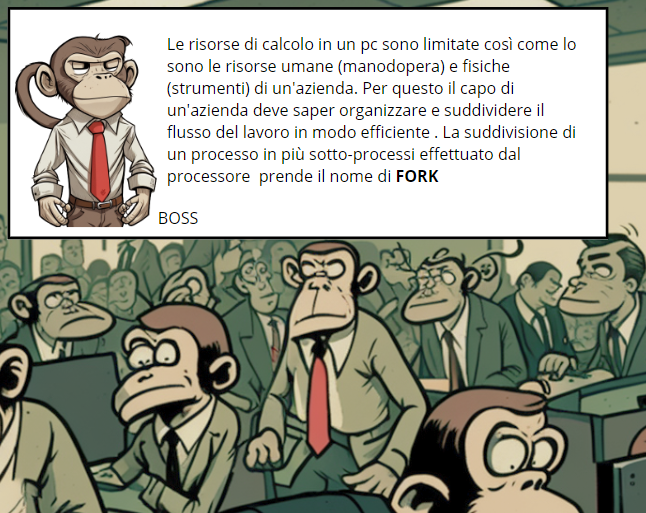 Le risorse di calcolo in un pc sono limitate così come lo
sono le risorse umane (manodopera) e fisiche
(strumenti) di un'azienda. Per questo il capo di
un'azienda deve saper organizzare e suddividere il
flusso del lavoro in modo efficiente . La suddivisione di
un processo in più sotto-processi effettuato dal
processore  prende il nome di FORK
BOSS